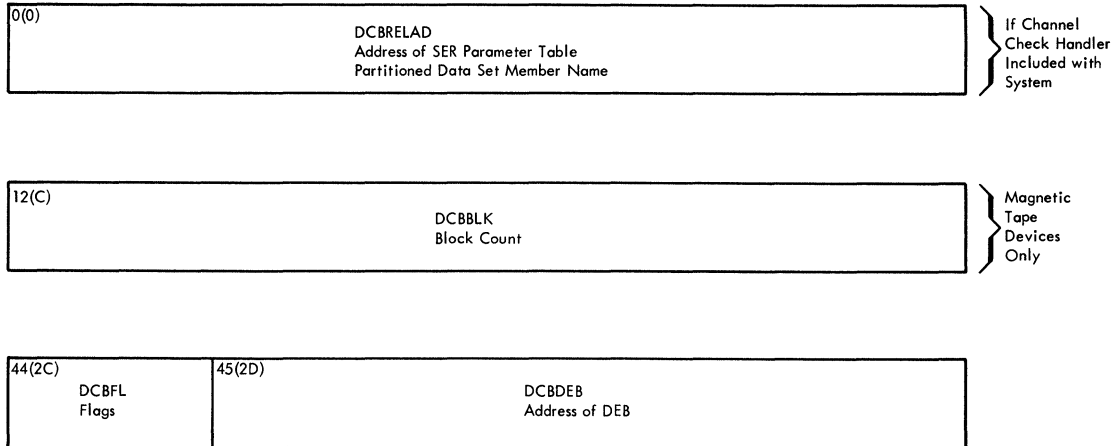 0(0)
DCBRELAD
Address of SER Parameter Table
Partitioned Data Set Member Name
If Channel
Check Handler
Included with
System
12(C)
DCBBLK
Block Count
Magnetic
Tape
Devices
Only
44(2C)
DCBFL
Flags
45(2D)
DCBDEB
Address of DEB